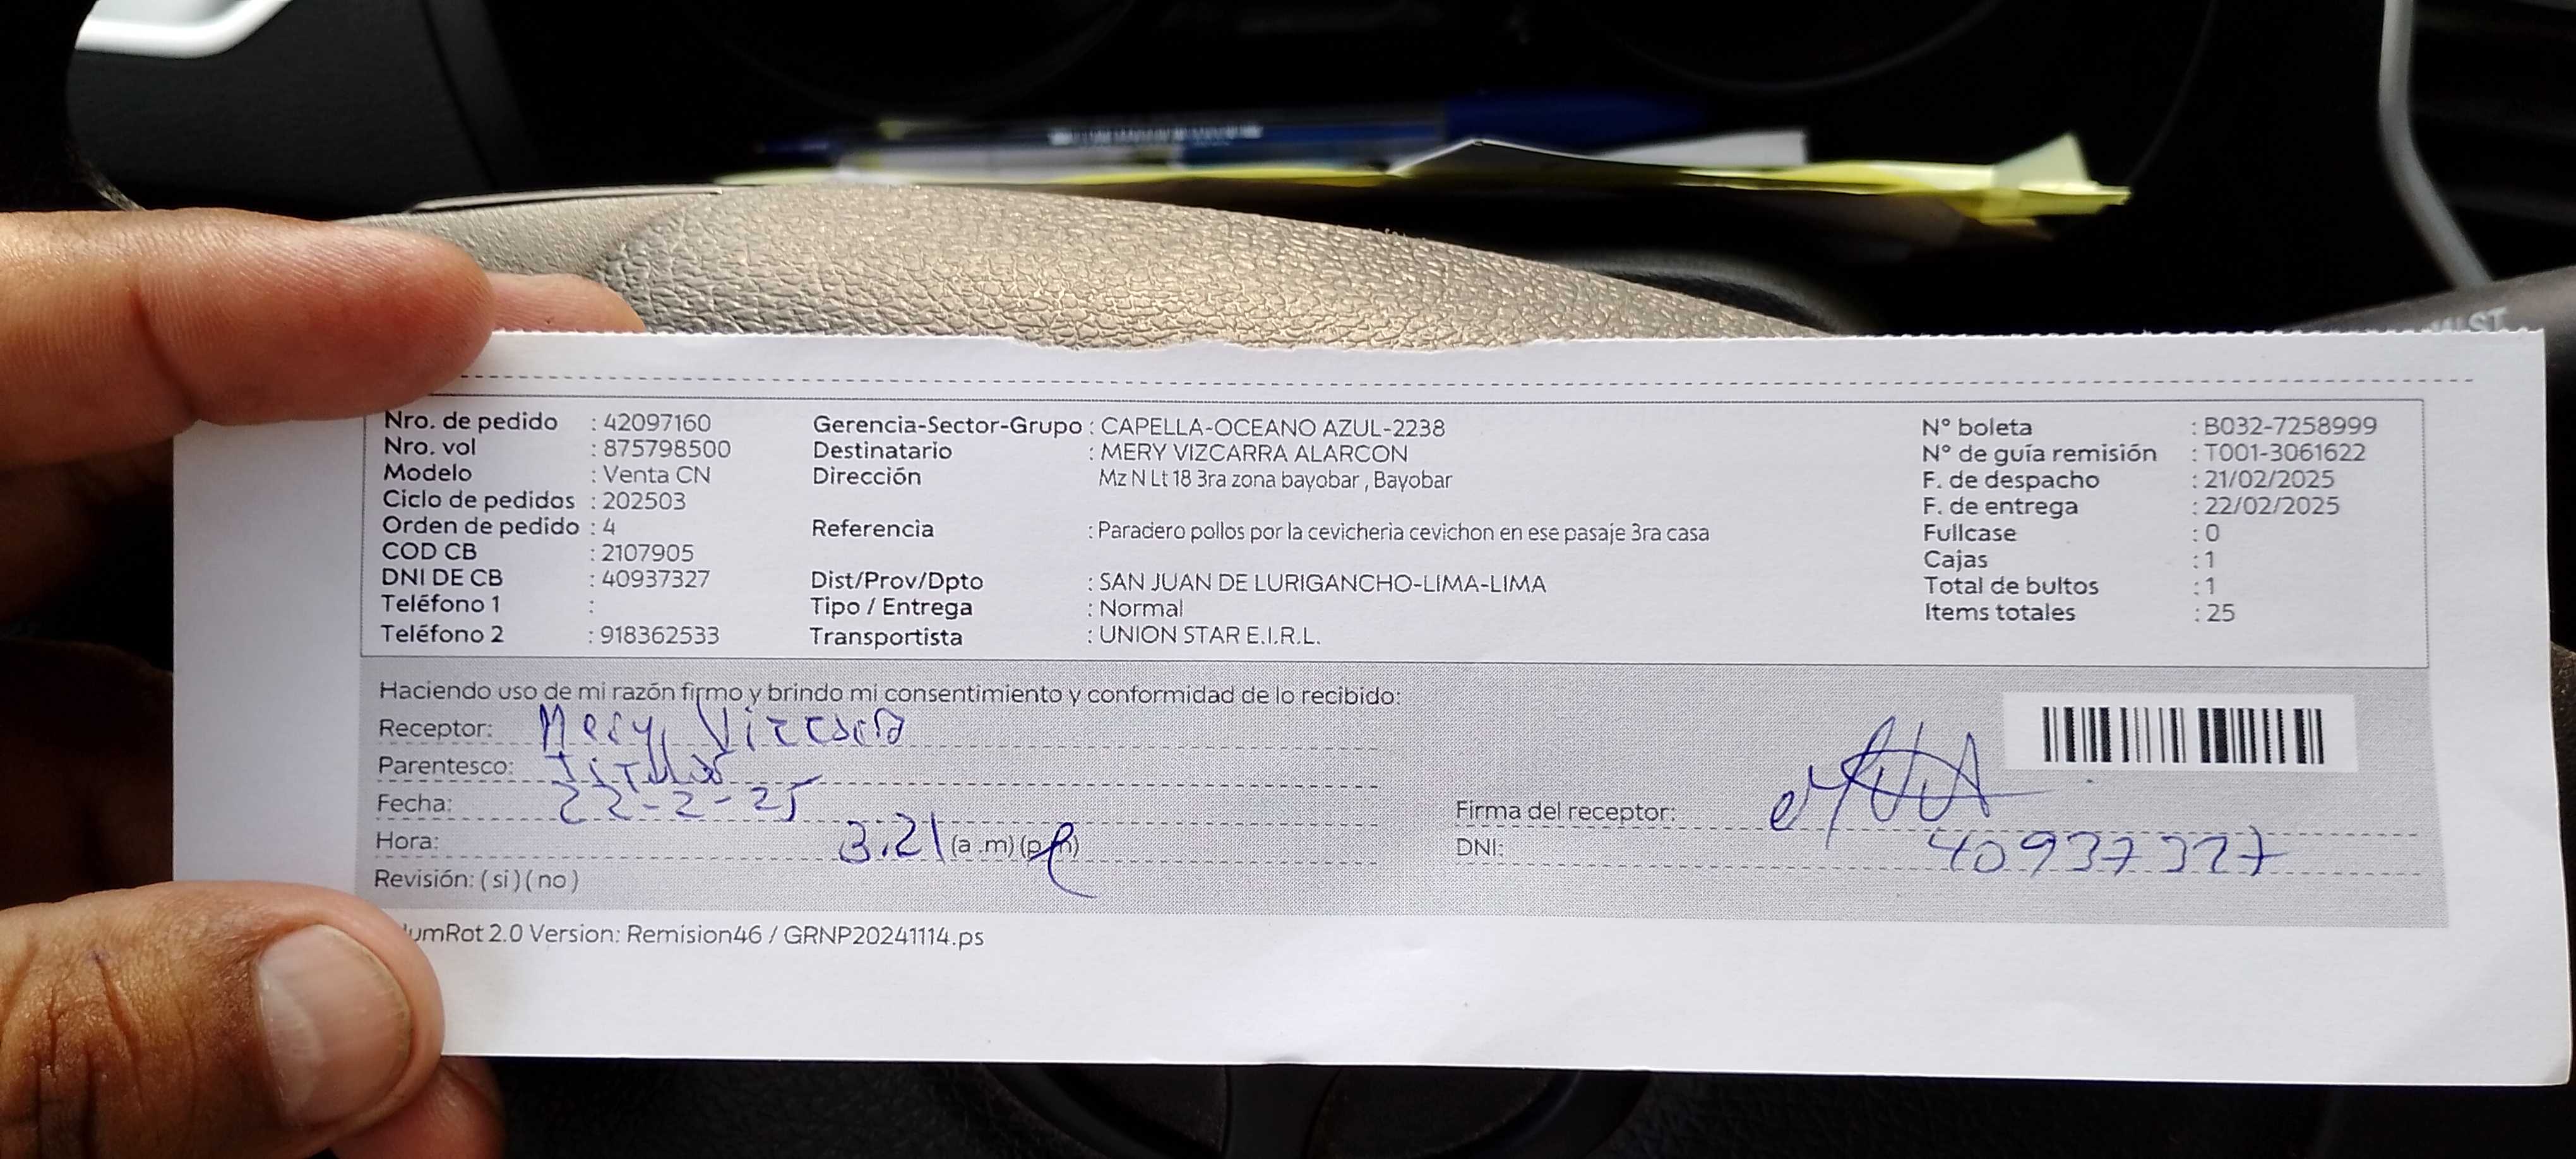 Nro. de pedido : 42097160 Gerencia-Sector-Grupo : CAPELLA-OCEANO AZUL-2238 N° boleta : B032-7258999
Nro. vol : 875798500 Destinatario : MERY VIZCARRA ALARCON N° de guía remisión : T001-3061622
Modelo : Venta CN Dirección Mz N Lt 18 3ra zona bayobar , Bayobar F. de despacho : 21/02/2025
Ciclo de pedidos : 202503 F. de entrega : 22/02/2025
Orden de pedido : 4 Referencia : Paradero pollos por la cevicheria cevichon en ese pasaje 3ra casa Fullcase : 0
COD CB : 2107905 Cajas : 1
DNI DE CB : 40937327 Dist/Prov/Dpto : SAN JUAN DE LURIGANCHO-LIMA-LIMA Total de bultos : 1
Teléfono 1 : Tipo / Entrega : Normal Items totales : 25
Teléfono 2 : 918362533 Transportista : UNION STAR E.I.R.L.
Haciendo uso de mi razón firmo y brindo mi consentimiento y conformidad de lo recibido:
Receptor: Mery Vizcarra
Parentesco: Titular
Fecha: 22-2-25 Firma del receptor:
Hora: 3.21 (a .m) (p.m) DNI: 40937327
Revisión: ( si ) ( no )
umRot 2.0 Version: Remision46 / GRNP20241114.ps